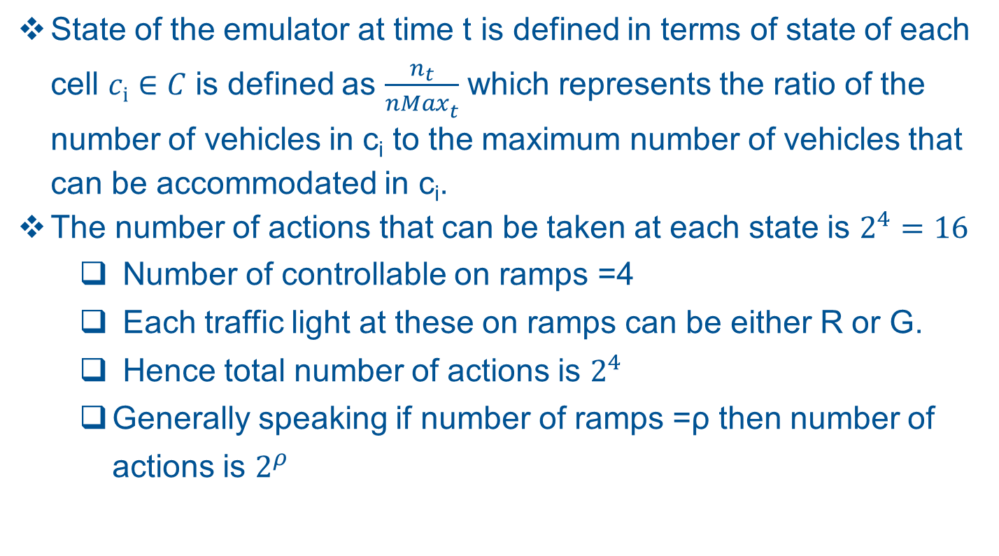 ❖ State of the emulator at time t is defined in terms of state of each
cell $c_i \in C$ is defined as $\frac{n_t}{nMax_t}$ which represents the ratio of the
number of vehicles in c_i to the maximum number of vehicles that
can be accommodated in c_i.
❖ The number of actions that can be taken at each state is $2^4 = 16$
❑ Number of controllable on ramps =4
❑ Each traffic light at these on ramps can be either R or G.
❑ Hence total number of actions is $2^4$
❑ Generally speaking if number of ramps =ρ then number of
actions is $2^ρ$